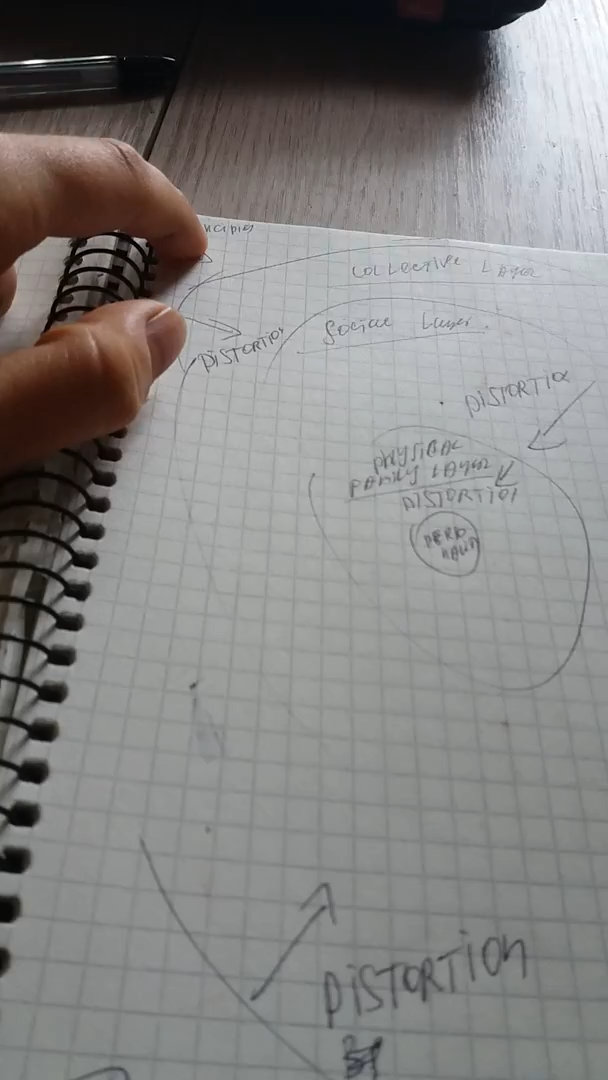 COLLECTIVE LAyer
Social Layer.
DiSTORTION
DISTORTION
PHYSICAL
FAMILY LAyer
DISTORTION
DISTORTION